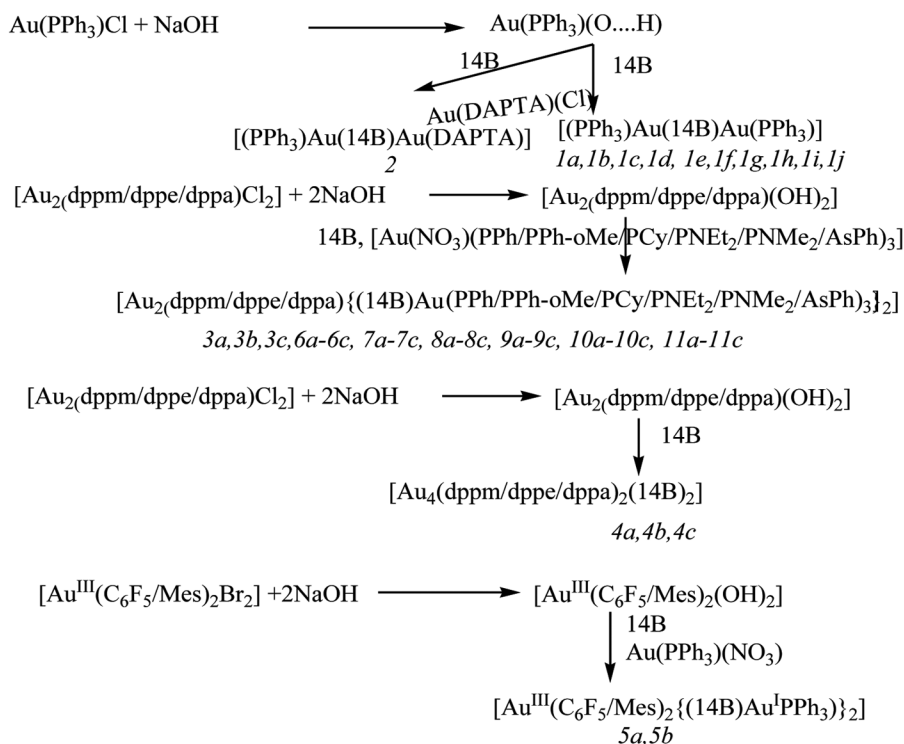 Au(PPh₃)Cl + NaOH Au(PPh₃)(O....H)
14B 14B
Au(DAPTA)(Cl)
[(PPh₃)Au(14B)Au(DAPTA)] [(PPh₃)Au(14B)Au(PPh₃)]
2 1a,1b,1c,1d, 1e,1f,1g,1h,1i,1j
[Au₂₍dppm/dppe/dppa)Cl₂] + 2NaOH [Au₂₍dppm/dppe/dppa)(OH)₂]
14B, [Au(NO₃)(PPh/PPh-oMe/PCy/PNEt₂/PNMe₂/AsPh)₃]
[Au₂(dppm/dppe/dppa){(14B)Au(PPh/PPh-oMe/PCy/PNEt₂/PNMe₂/AsPh)₃}₂]
3a,3b,3c,6a-6c, 7a-7c, 8a-8c, 9a-9c, 10a-10c, 11a-11c
[Au₂₍dppm/dppe/dppa)Cl₂] + 2NaOH [Au₂₍dppm/dppe/dppa)(OH)₂]
14B
[Au₄(dppm/dppe/dppa)₂(14B)₂]
4a,4b,4c
[Auᴵᴵᴵ(C₆F₅/Mes)₂Br₂] +2NaOH [Auᴵᴵᴵ(C₆F₅/Mes)₂(OH)₂]
14B
Au(PPh₃)(NO₃)
[Auᴵᴵᴵ(C₆F₅/Mes)₂{(14B)AuᴵPPh₃)}₂]
5a,5b